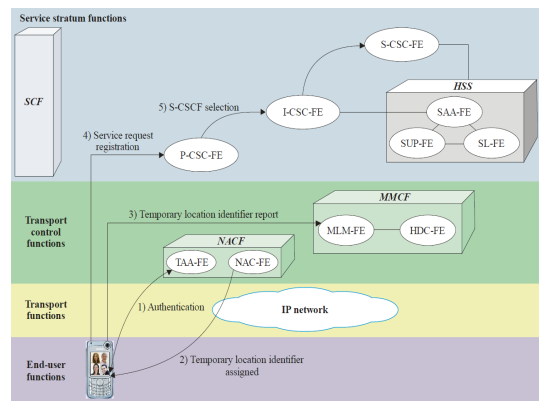 Service stratum functions
S-CSC-FE
SCF
HSS
5) S-CSCF selection
I-CSC-FE
SAA-FE
4) Service request
registration
SUP-FE
SL-FE
P-CSC-FE
MMCF
Transport
control
functions
3) Temporary location identifier report
MLM-FE
HDC-FE
NACF
TAA-FE
NAC-FE
Transport
functions
1) Authentication
IP network
End-user
functions
2) Temporary location identifier
assigned